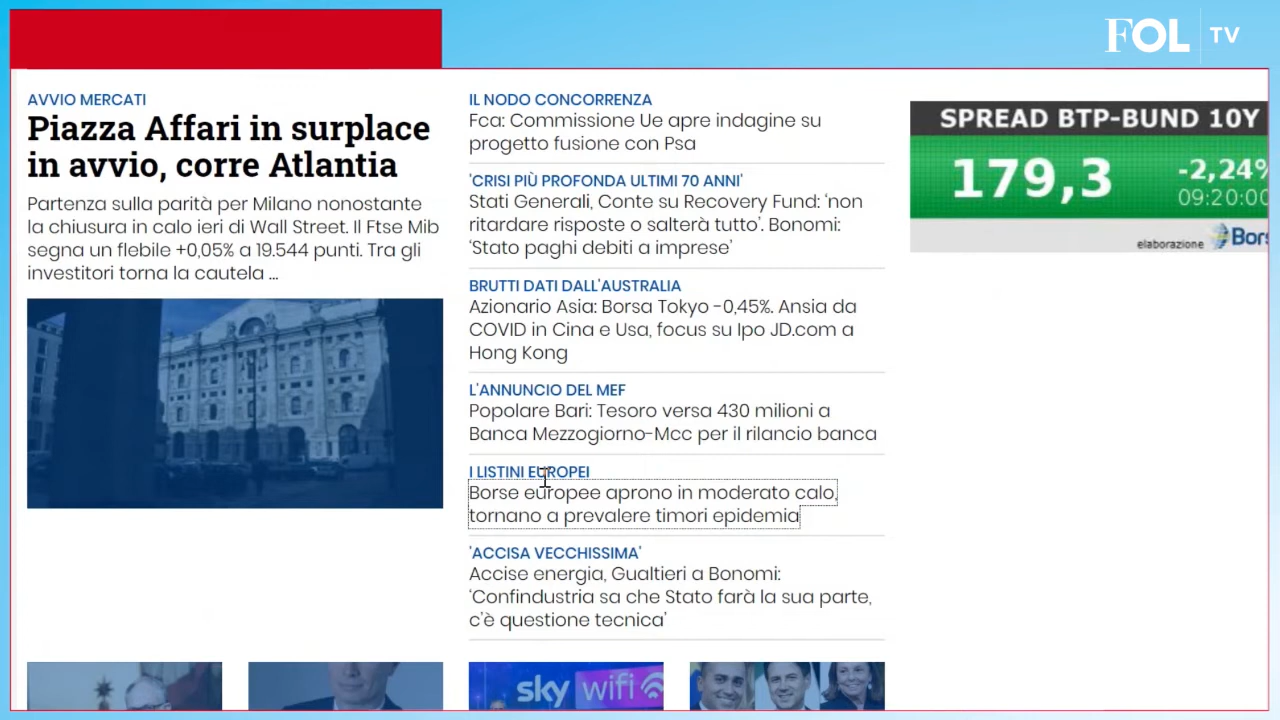 FOL TV
AVVIO MERCATI
Piazza Affari in surplace
in avvio, corre Atlantia
Partenza sulla parità per Milano nonostante
la chiusura in calo ieri di Wall Street. Il Ftse Mib
segna un flebile +0,05% a 19.544 punti. Tra gli
investitori torna la cautela ...
IL NODO CONCORRENZA
Fca: Commissione Ue apre indagine su
progetto fusione con Psa
'CRISI PIÙ PROFONDA ULTIMI 70 ANNI'
Stati Generali, Conte su Recovery Fund: ‘non
ritardare risposte o salterà tutto’. Bonomi:
‘Stato paghi debiti a imprese’
BRUTTI DATI DALL'AUSTRALIA
Azionario Asia: Borsa Tokyo -0,45%. Ansia da
COVID in Cina e Usa, focus su Ipo JD.com a
Hong Kong
L'ANNUNCIO DEL MEF
Popolare Bari: Tesoro versa 430 milioni a
Banca Mezzogiorno-Mcc per il rilancio banca
I LISTINI EUROPEI
Borse europee aprono in moderato calo,
tornano a prevalere timori epidemia
'ACCISA VECCHISSIMA'
Accise energia, Gualtieri a Bonomi:
‘Confindustria sa che Stato farà la sua parte,
c’è questione tecnica’
SPREAD BTP-BUND 10Y
179,3
-2,24%
09:20:00
elaborazione Bors
sky wifi